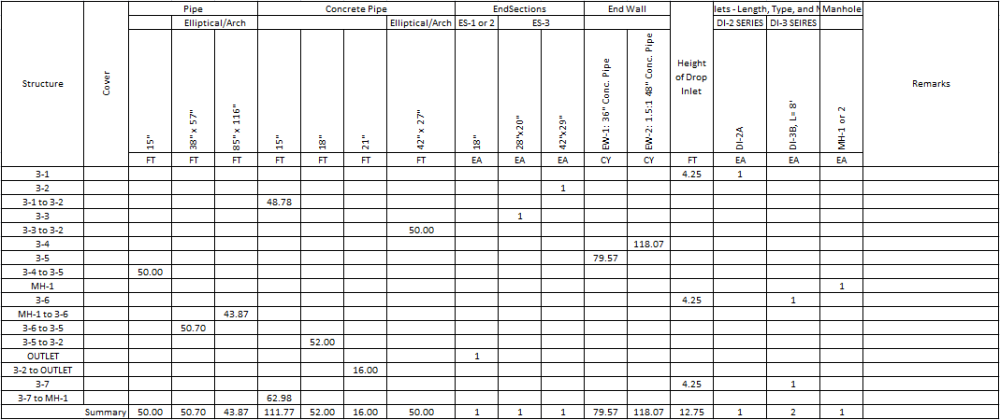 Pipe Concrete Pipe EndSections End Wall lets - Length, Type, and N Manhole
Elliptical/Arch Elliptical/Arch ES-1 or 2 ES-3 DI-2 SERIES DI-3 SEIRES
Structure Cover 15" 38" x 57" 85" x 116" 15" 18" 21" 42" x 27" 18" 28"x20" 42"x29" EW-1: 36" Conc. Pipe EW-2: 1.5:1 48" Conc. Pipe Height of Drop Inlet DI-2A DI-3B, L= 8' MH-1 or 2 Remarks
FT FT FT FT FT FT FT EA EA EA CY CY FT EA EA EA
3-1 4.25 1
3-2 1
3-1 to 3-2 48.78
3-3 1
3-3 to 3-2 50.00
3-4 118.07
3-5 79.57
3-4 to 3-5 50.00
MH-1 1
3-6 4.25 1
MH-1 to 3-6 43.87
3-6 to 3-5 50.70
3-5 to 3-2 52.00
OUTLET 1
3-2 to OUTLET 16.00
3-7 4.25 1
3-7 to MH-1 62.98
Summary 50.00 50.70 43.87 111.77 52.00 16.00 50.00 1 1 1 79.57 118.07 12.75 1 2 1